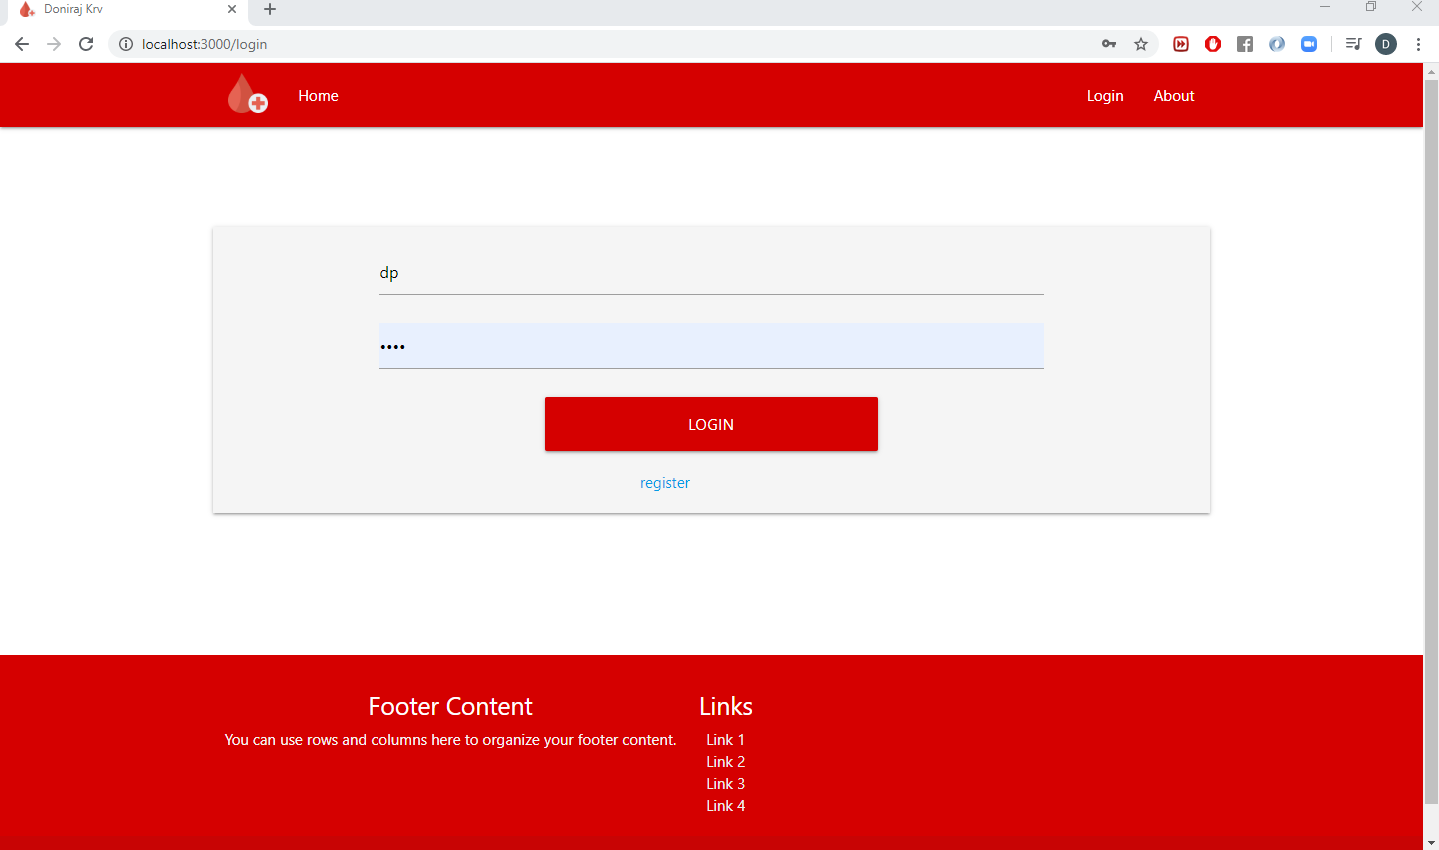 Doniraj Krv
localhost:3000/login
D
Home
Login
About
dp
••••
LOGIN
register
Footer Content
You can use rows and columns here to organize your footer content.
Links
Link 1
Link 2
Link 3
Link 4